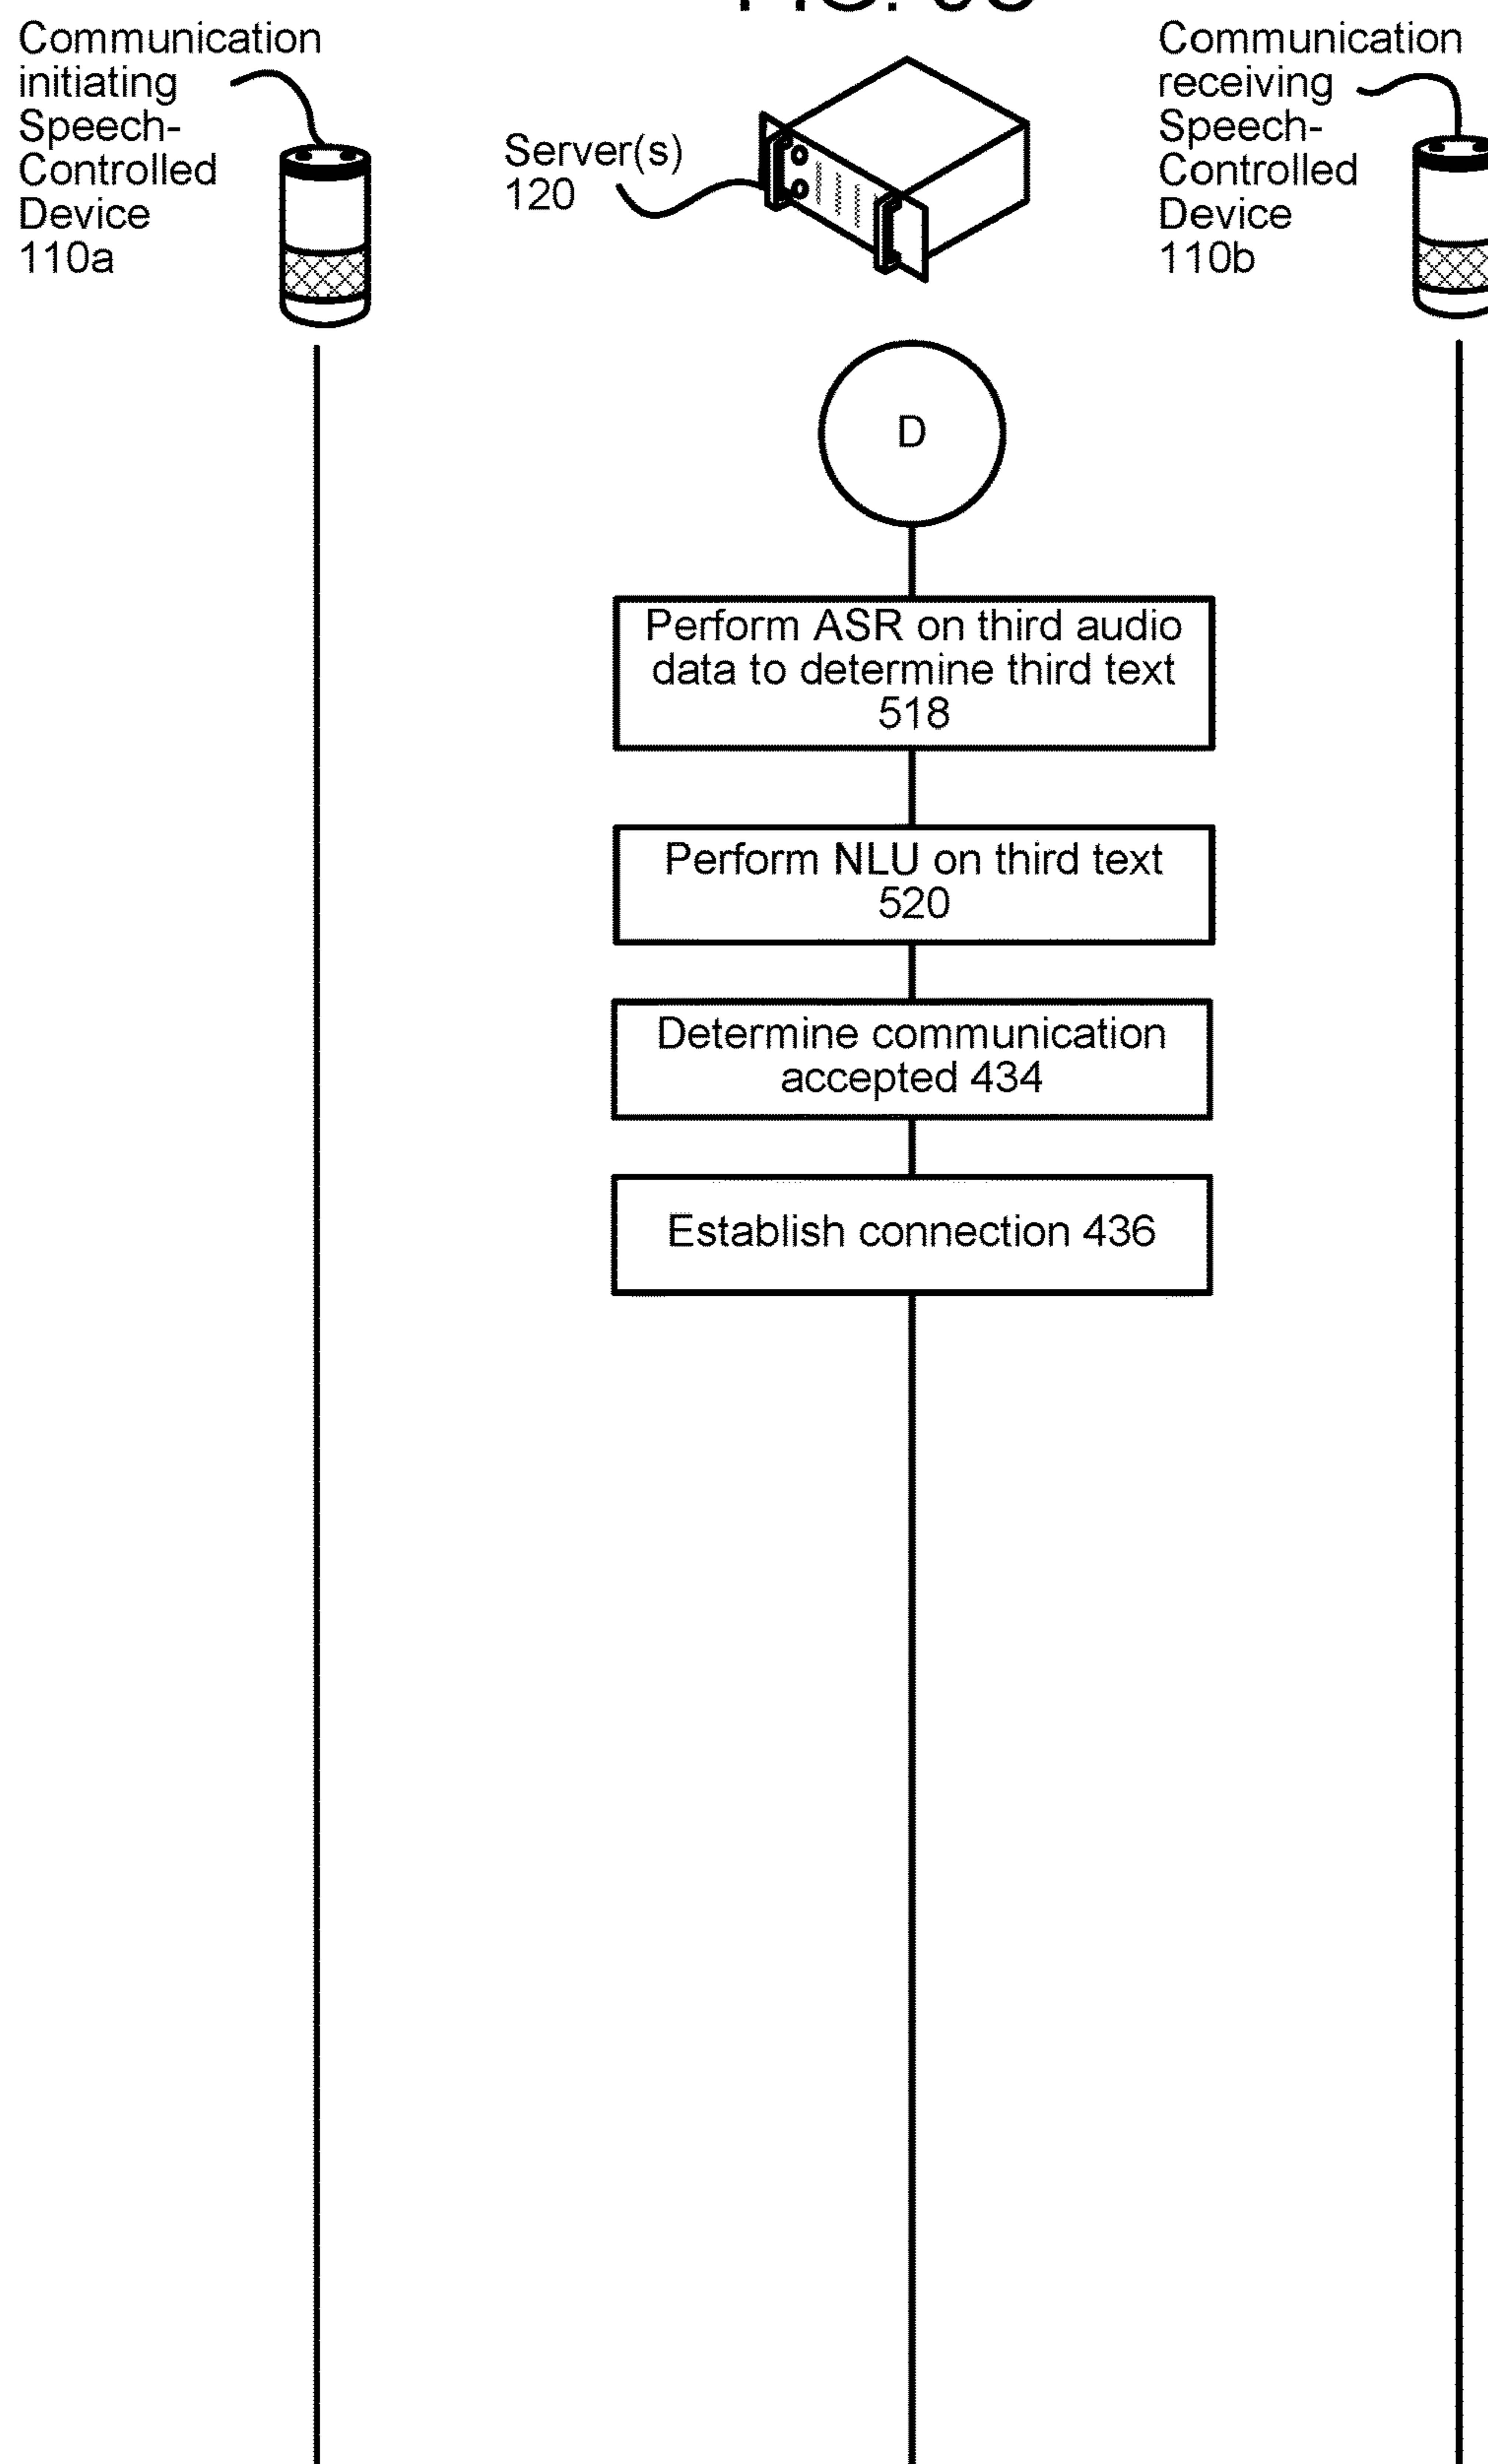 Communication
initiating
Speech-
Controlled
Device
110a
Server(s)
120
Communication
receiving
Speech-
Controlled
Device
110b
D
Perform ASR on third audio
data to determine third text
518
Perform NLU on third text
520
Determine communication
accepted 434
Establish connection 436